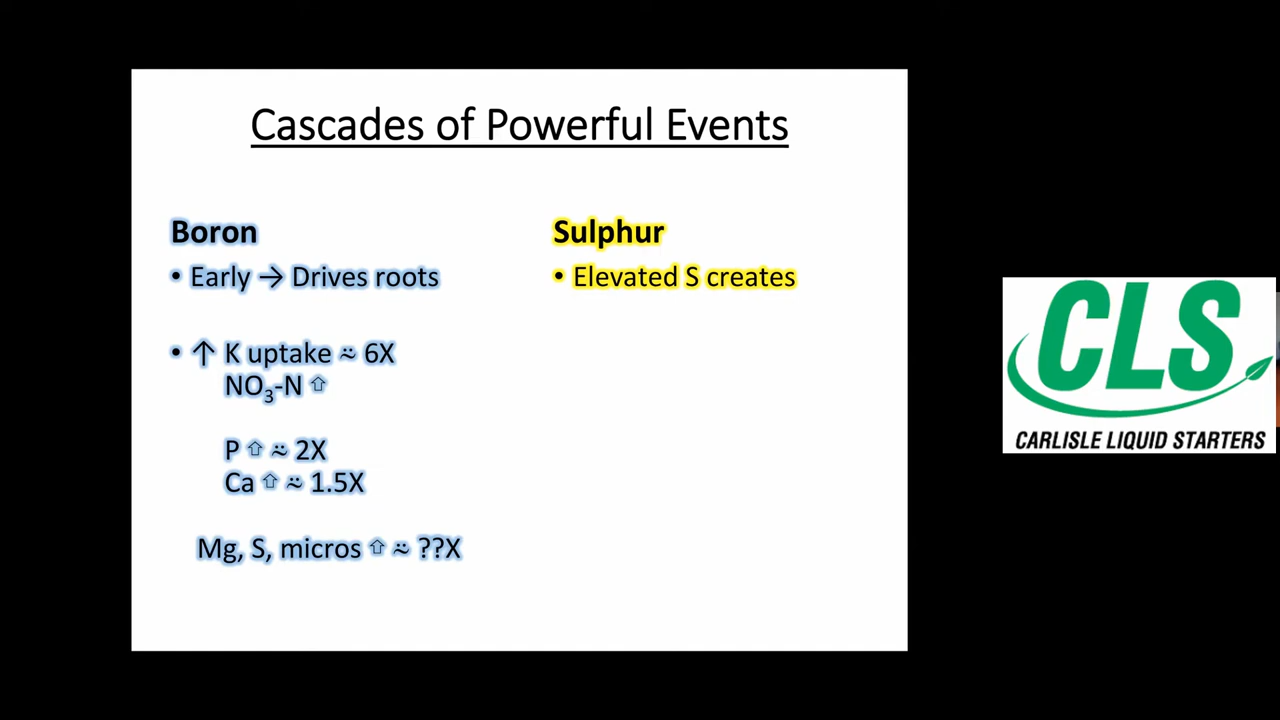 Cascades of Powerful Events
Boron
• Early → Drives roots
• ↑ K uptake ≈ 6X
NO₃-N ⇧
P ⇧ ≈ 2X
Ca ⇧ ≈ 1.5X
Mg, S, micros ⇧ ≈ ??X
Sulphur
• Elevated S creates
CLS
CARLISLE LIQUID STARTERS